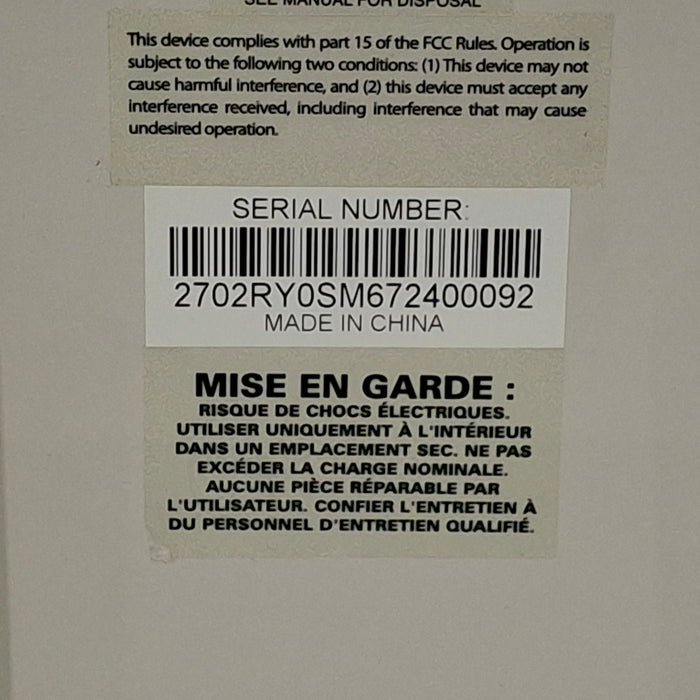 SEE MANUAL FOR DISPOSAL
This device complies with part 15 of the FCC Rules. Operation is
subject to the following two conditions: (1) This device may not
cause harmful interference, and (2) this device must accept any
interference received, including interference that may cause
undesired operation.
SERIAL NUMBER:
2702RY0SM672400092
MADE IN CHINA
MISE EN GARDE :
RISQUE DE CHOCS ÉLECTRIQUES.
UTILISER UNIQUEMENT À L'INTÉRIEUR
DANS UN EMPLACEMENT SEC. NE PAS
EXCÉDER LA CHARGE NOMINALE.
AUCUNE PIÈCE RÉPARABLE PAR
L'UTILISATEUR. CONFIER L'ENTRETIEN À
DU PERSONNEL D'ENTRETIEN QUALIFIÉ.